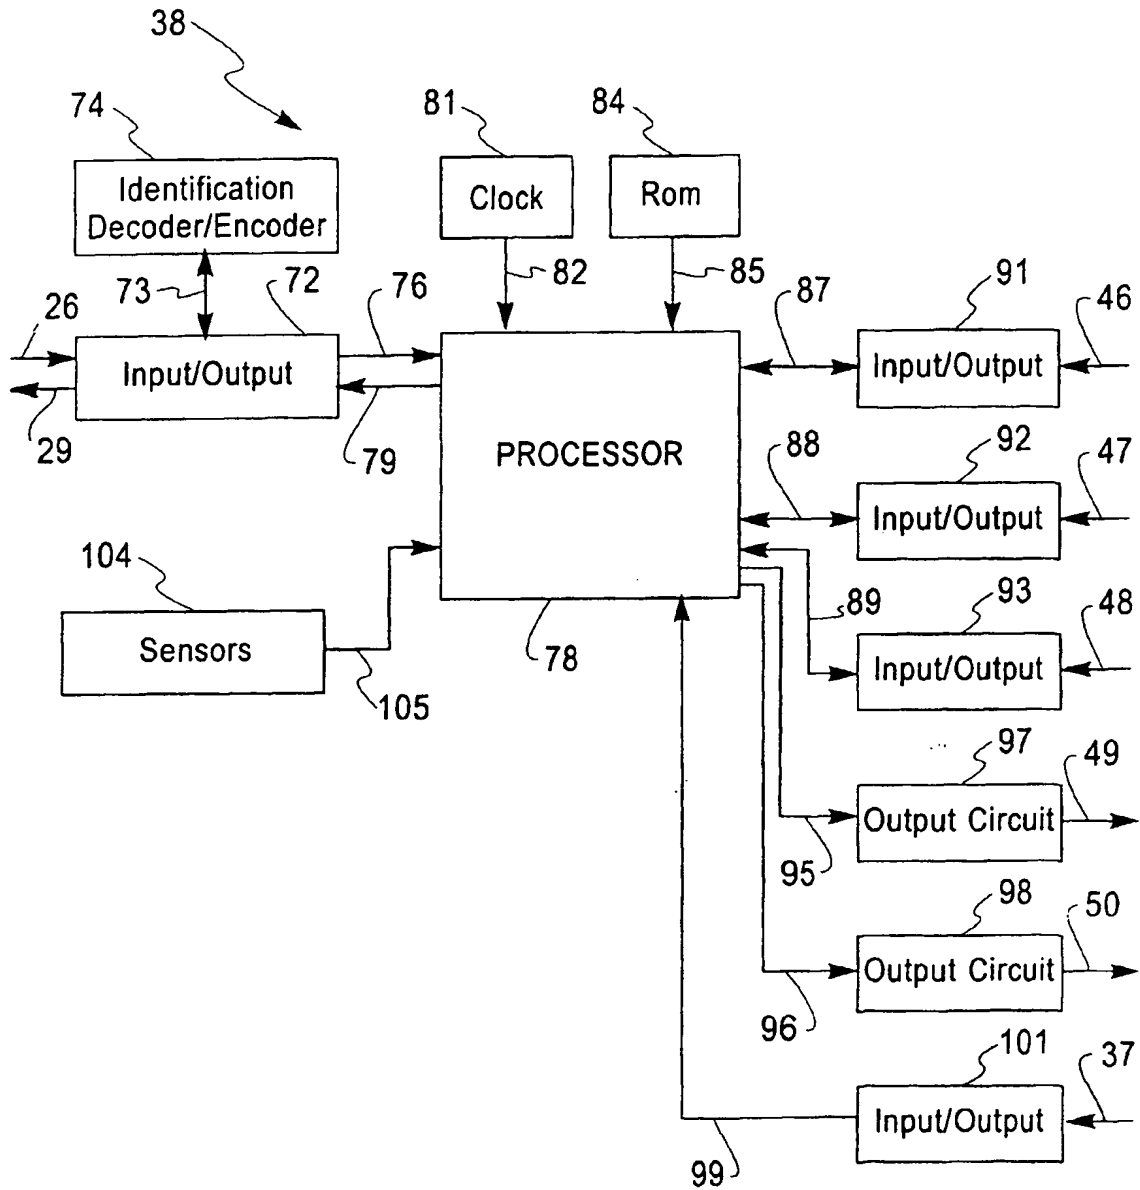 38
74
81
84
Identification
Decoder/Encoder
Clock
Rom
73
72
76
82
85
87
91
46
26
Input/Output
Input/Output
29
79
PROCESSOR
88
92
47
Input/Output
104
89
93
48
Sensors
78
Input/Output
105
97
49
Output Circuit
95
98
50
Output Circuit
96
101
37
Input/Output
99